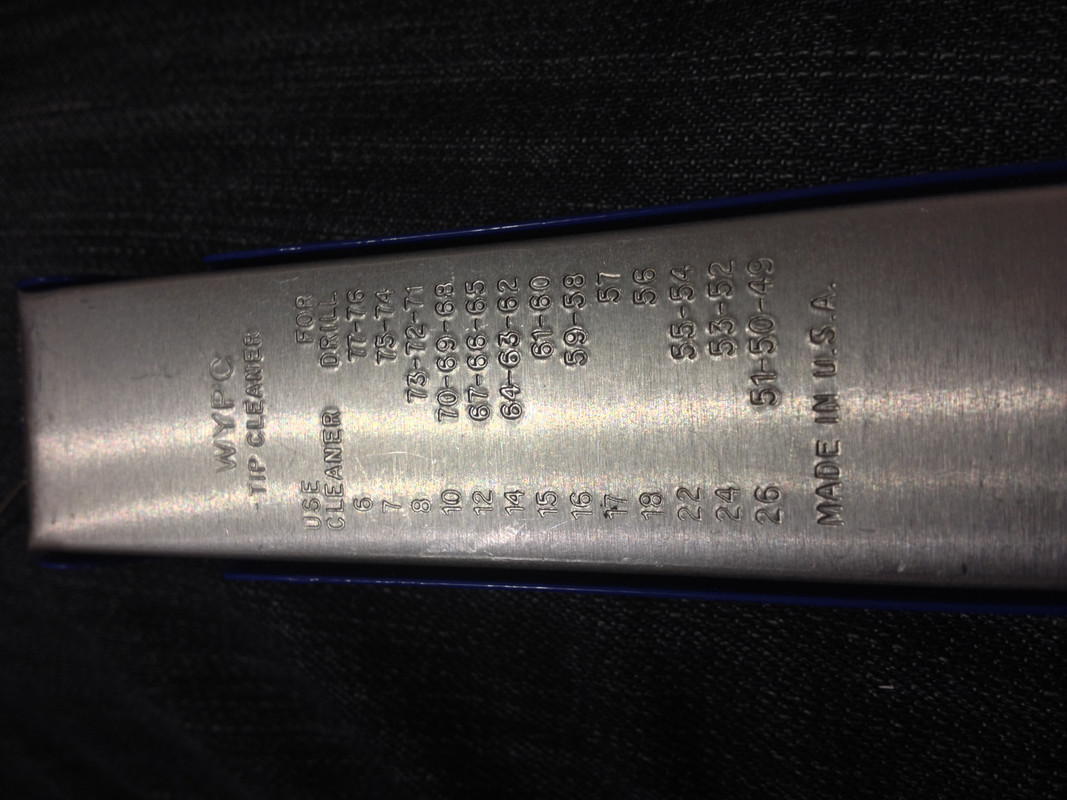 WYPO
TIP CLEANER
USE FOR
CLEANER DRILL
6 77-76
7 75-74
8 73-72-71
10 70-69-68
12 67-66-65
14 64-63-62
15 61-60
16 59-58
17 57
18 56
22 55-54
24 53-52
26 51-50-49
MADE IN U.S.A.